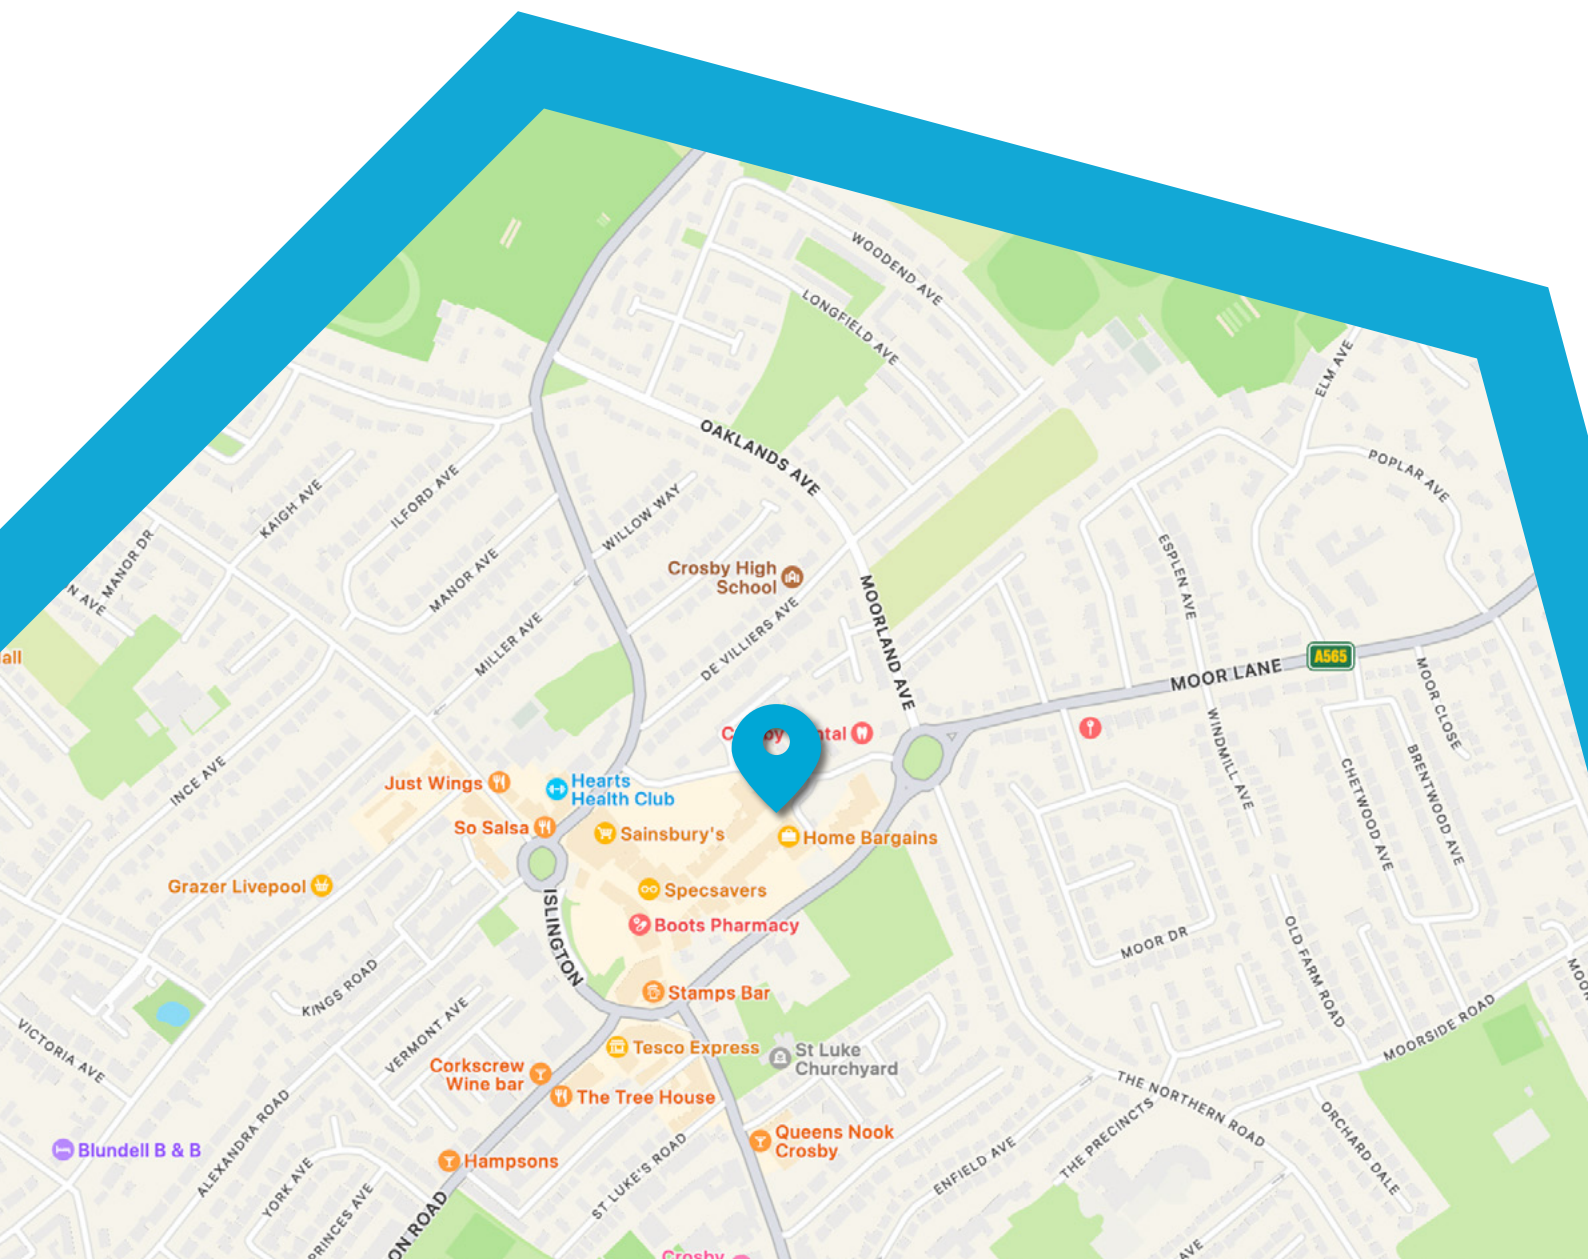 WOODEND AVE
LONGFIELD AVE
ELM AVE
OAKLANDS AVE
POPLAR AVE
KAIGH AVE
ILFORD AVE
WILLOW WAY
MANOR DR
MANOR AVE
ESPLEN AVE
Crosby High
School
N AVE
MILLER AVE
DE VILLIERS AVE
MOORLAND AVE
all
A565
MOOR LANE
MOOR CLOSE
WINDMILL AVE
INCE AVE
Just Wings
Hearts
Health Club
CHETWOOD AVE
BRENTWOOD AVE
So Salsa
Sainsbury's
Home Bargains
Grazer Livepool
Specsavers
ISLINGTON
Boots Pharmacy
MOOR DR
OLD FARM ROAD
KINGS ROAD
Stamps Bar
MOOR
VICTORIA AVE
VERMONT AVE
MOORSIDE ROAD
Tesco Express
St Luke
Churchyard
Corkscrew
Wine bar
The Tree House
THE NORTHERN ROAD
THE PRECINCTS
ORCHARD DALE
ALEXANDRA ROAD
Blundell B & B
Queens Nook
Crosby
Hampsons
ST LUKE'S ROAD
ENFIELD AVE
YORK AVE
PRINCES AVE
ON ROAD
AVE
Crosby